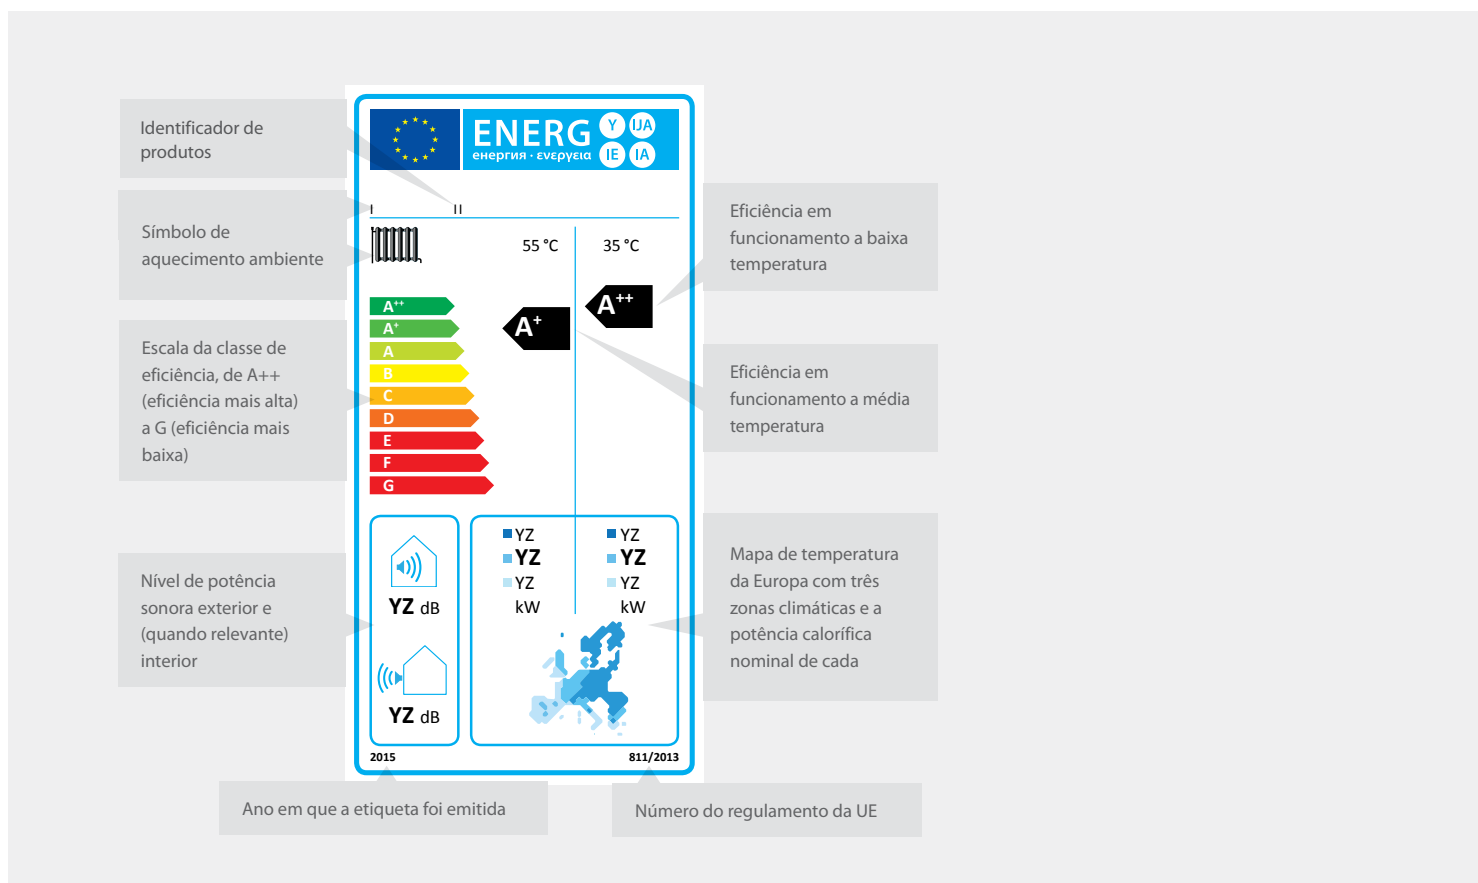 Identificador de
produtos
Símbolo de
aquecimento ambiente
Escala da classe de
eficiência, de A++
(eficiência mais alta)
a G (eficiência mais
baixa)
Nível de potência
sonora exterior e
(quando relevante)
interior
ENERG
енергия · ενεργεια
Y IJA
IE IA
I II
55 °C 35 °C
A++
A+
A
B
C
D
E
F
G
A+
A++
YZ dB
YZ dB
YZ YZ
YZ YZ
YZ YZ
kW kW
2015 811/2013
Eficiência em
funcionamento a baixa
temperatura
Eficiência em
funcionamento a média
temperatura
Mapa de temperatura
da Europa com três
zonas climáticas e a
potência calorífica
nominal de cada
Ano em que a etiqueta foi emitida
Número do regulamento da UE